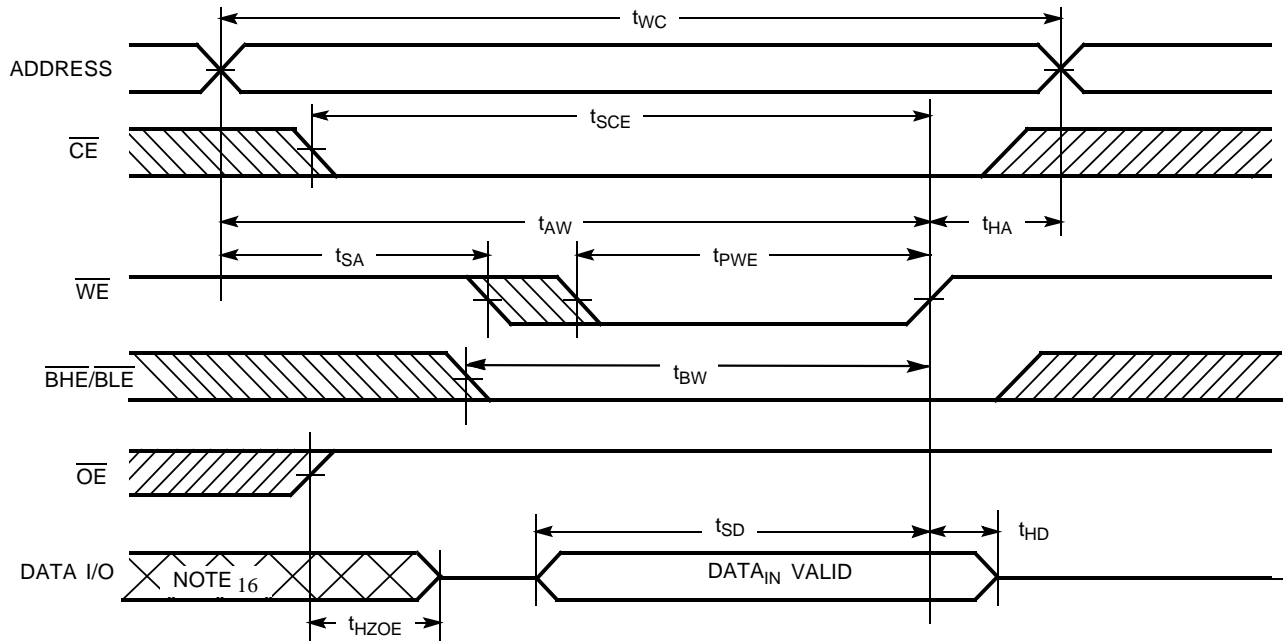 tWC
ADDRESS
tSCE
CE
tAW
tHA
tSA
tPWE
WE
BHE/BLE
tBW
OE
tSD
tHD
DATA I/O
NOTE 16
DATAIN VALID
tHZOE